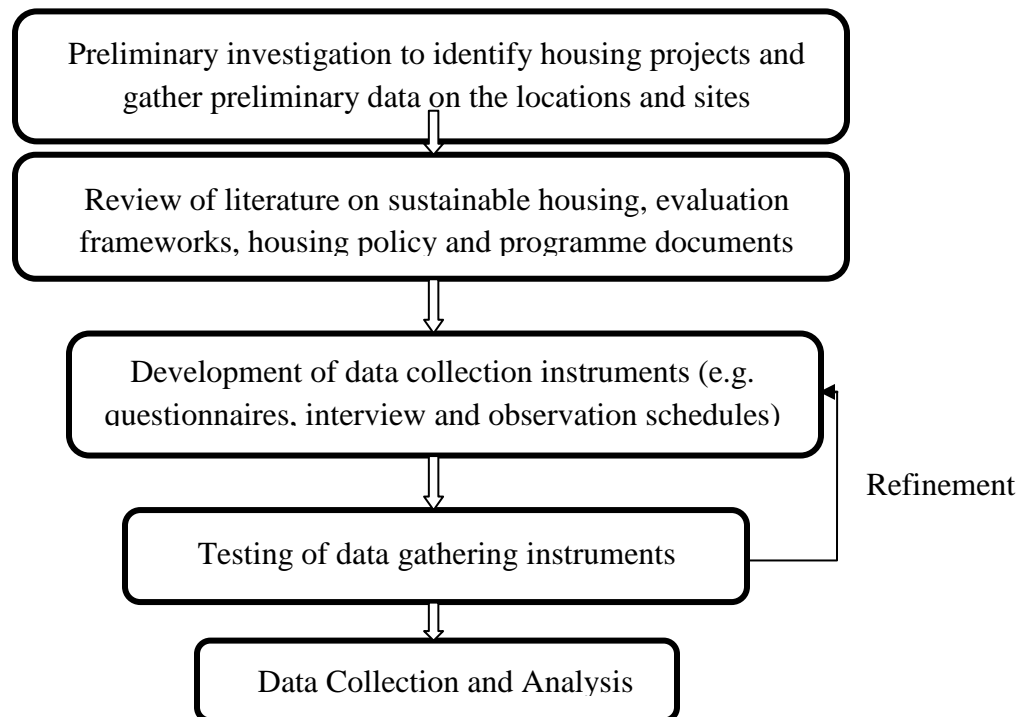 Preliminary investigation to identify housing projects and
gather preliminary data on the locations and sites
Review of literature on sustainable housing, evaluation
frameworks, housing policy and programme documents
Development of data collection instruments (e.g.
questionnaires, interview and observation schedules)
Refinement
Testing of data gathering instruments
Data Collection and Analysis